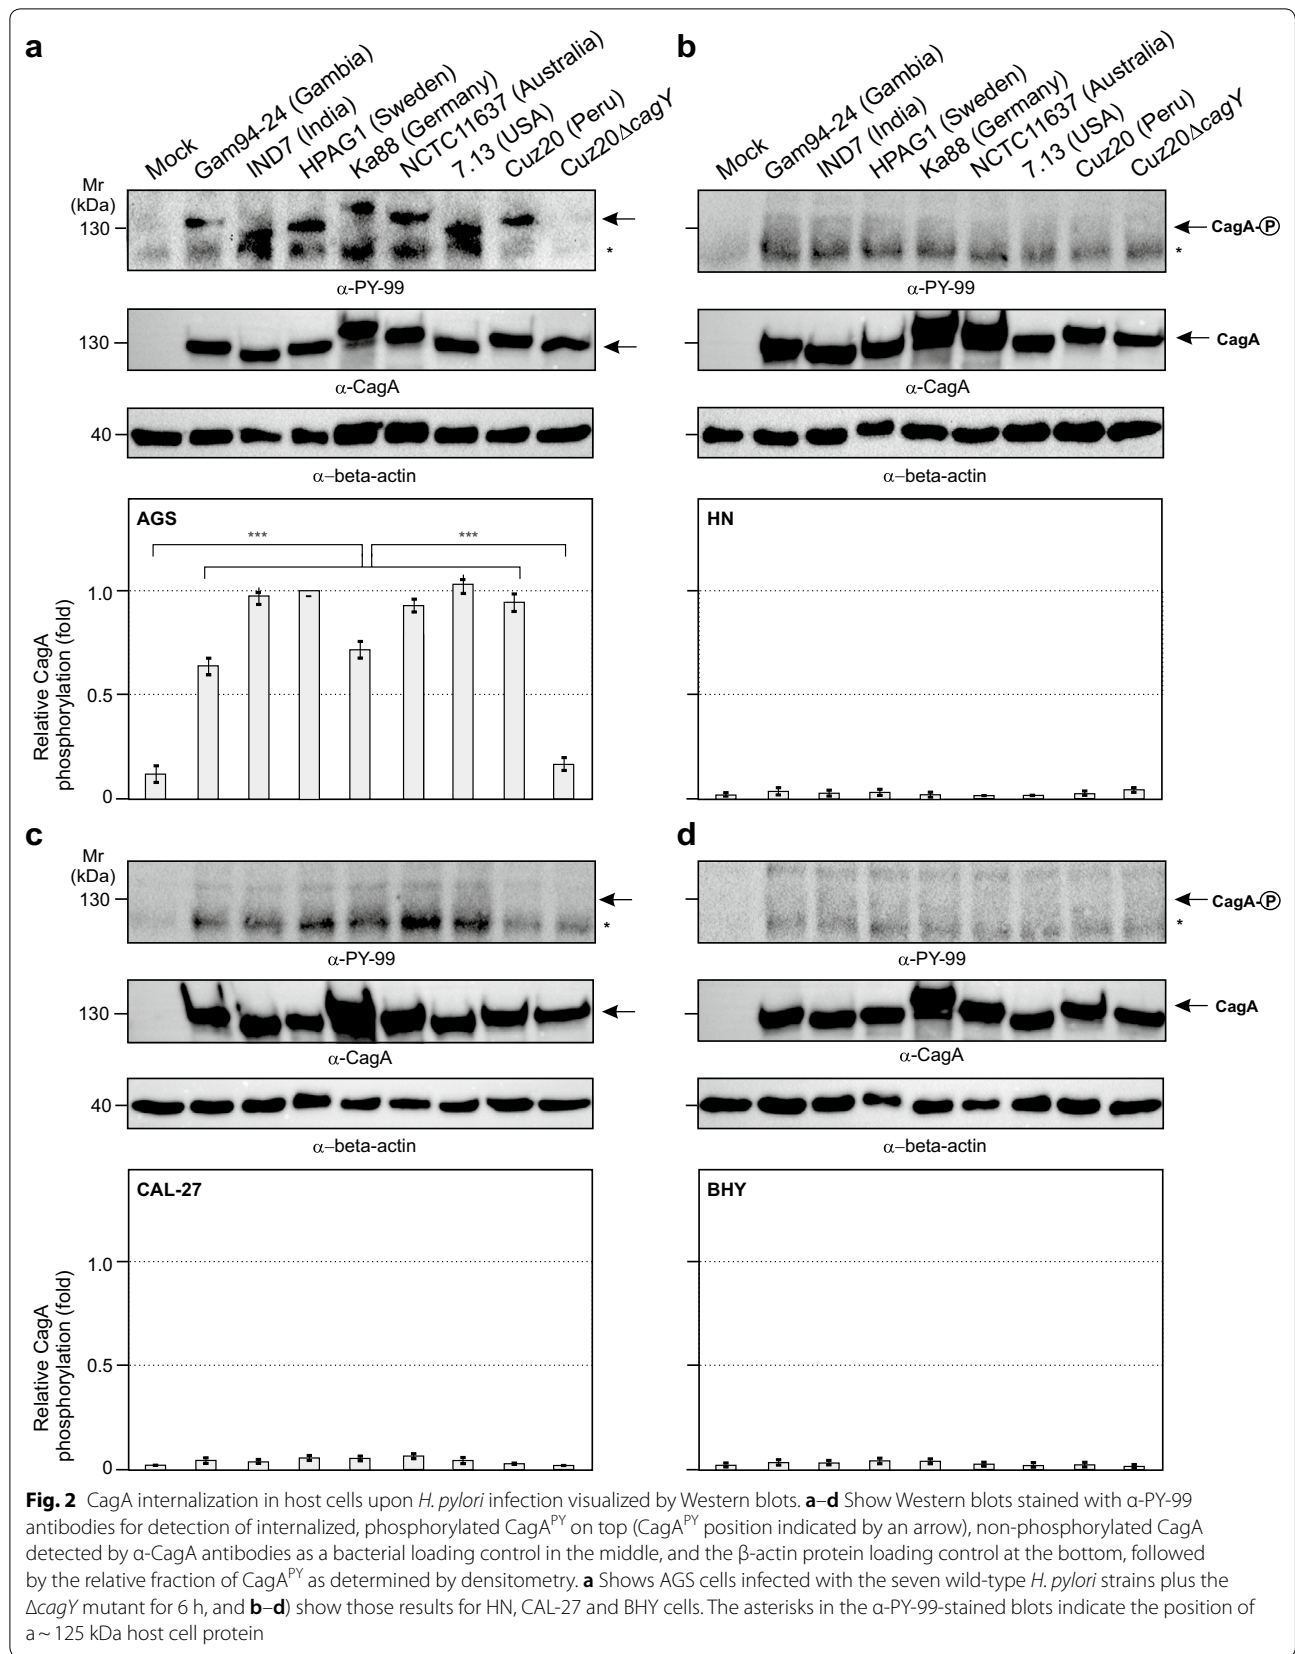 a
Mock
Gam94-24 (Gambia)
IND7 (India)
HPAG1 (Sweden)
Ka88 (Germany)
NCTC11637 (Australia)
7.13 (USA)
Cuz20 (Peru)
Cuz20ΔcagY
Mr
(kDa)
130
*
α-PY-99
130
α-CagA
40
α–beta-actin
AGS
***
***
1.0
0.5
0
Relative CagA
phosphorylation (fold)
b
Mock
Gam94-24 (Gambia)
IND7 (India)
HPAG1 (Sweden)
Ka88 (Germany)
NCTC11637 (Australia)
7.13 (USA)
Cuz20 (Peru)
Cuz20ΔcagY
CagA-Ⓟ
*
α-PY-99
CagA
α-CagA
α–beta-actin
HN
c
Mr
(kDa)
130
*
α-PY-99
130
α-CagA
40
α–beta-actin
CAL-27
1.0
0.5
0
Relative CagA
phosphorylation (fold)
d
CagA-Ⓟ
*
α-PY-99
CagA
α-CagA
α–beta-actin
BHY
Fig. 2 CagA internalization in host cells upon H. pylori infection visualized by Western blots. a–d Show Western blots stained with α-PY-99
antibodies for detection of internalized, phosphorylated CagA^PY on top (CagA^PY position indicated by an arrow), non-phosphorylated CagA
detected by α-CagA antibodies as a bacterial loading control in the middle, and the β-actin protein loading control at the bottom, followed
by the relative fraction of CagA^PY as determined by densitometry. a Shows AGS cells infected with the seven wild-type H. pylori strains plus the
ΔcagY mutant for 6 h, and b–d) show those results for HN, CAL-27 and BHY cells. The asterisks in the α-PY-99-stained blots indicate the position of
a ~ 125 kDa host cell protein